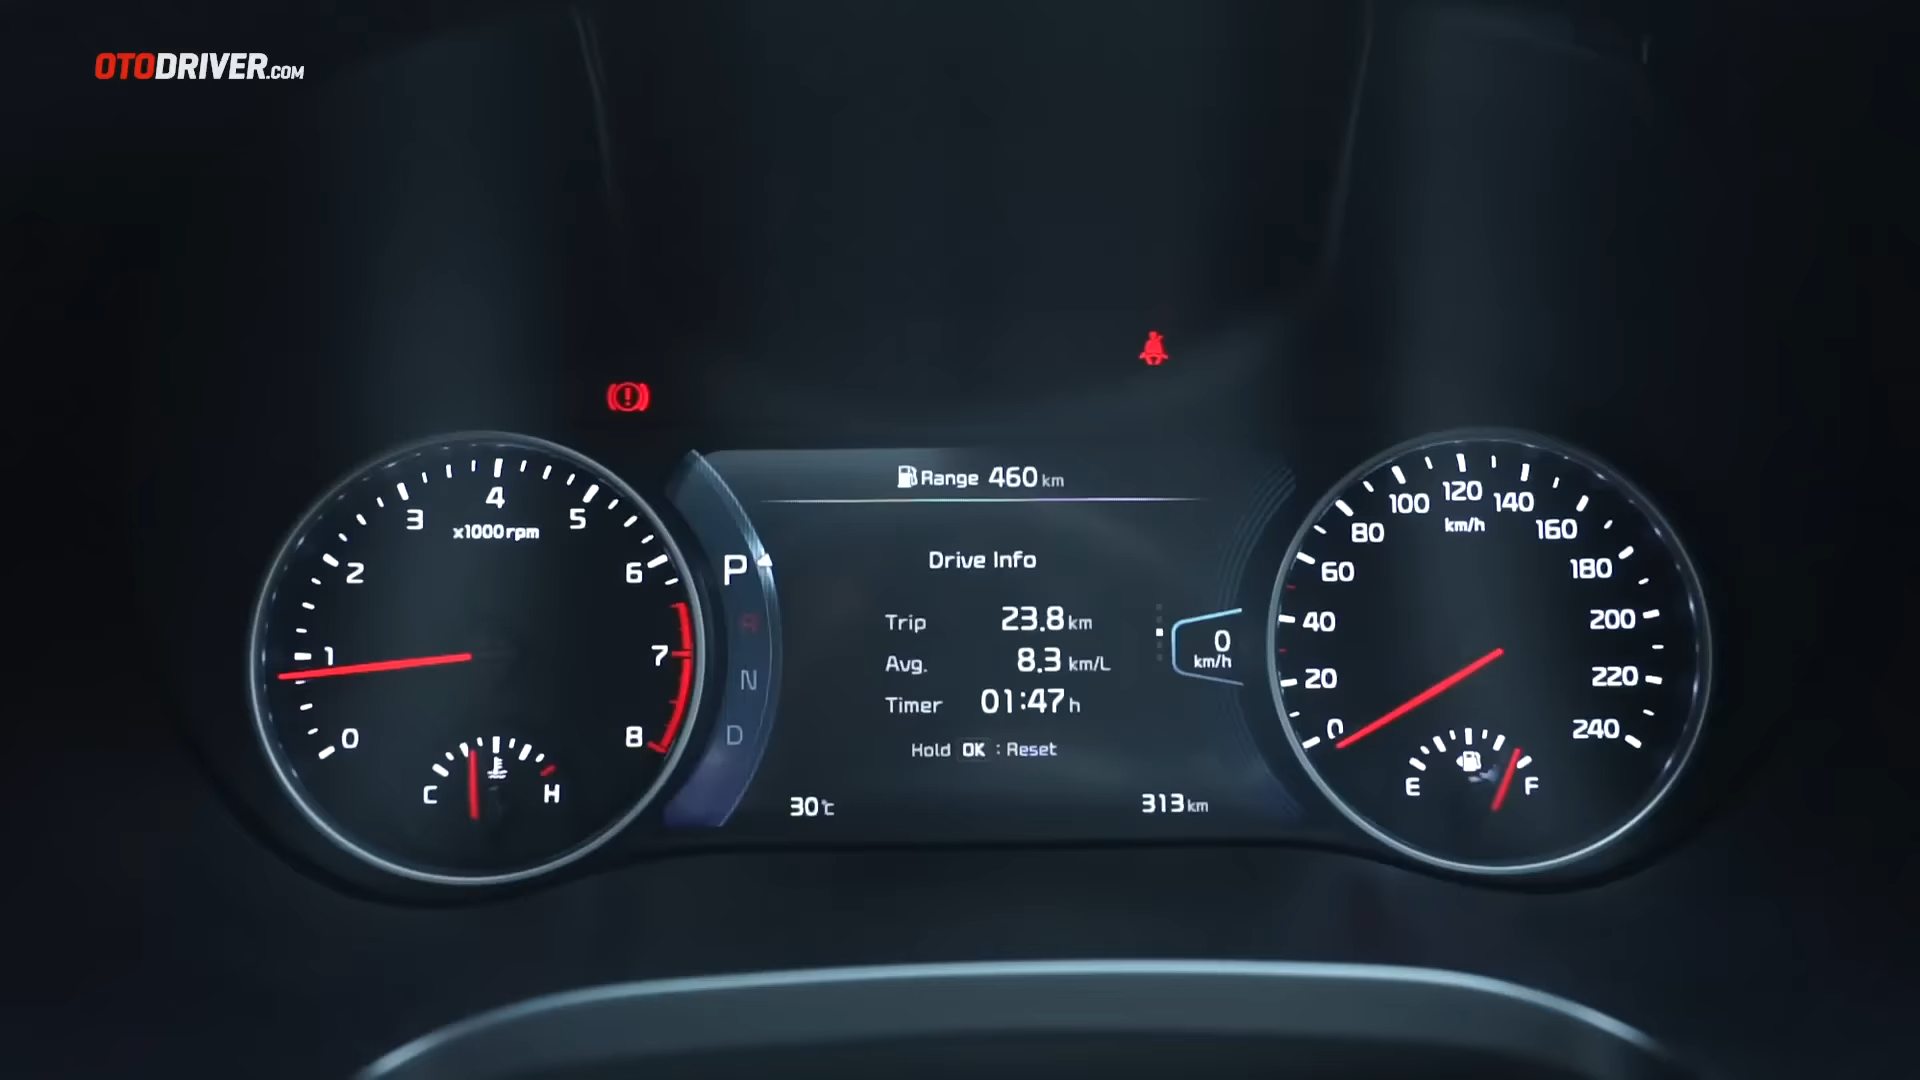 OTODRIVER.COM
Range 460 km
Drive Info
Trip 23.8 km
Avg. 8.3 km/L
Timer 01:47 h
Hold OK : Reset
30℃
313 km
0
km/h
P
R
N
D
0
1
2
3
4
5
6
7
8
x1000 rpm
C
H
0
20
40
60
80
100
120
140
160
180
200
220
240
km/h
E
F